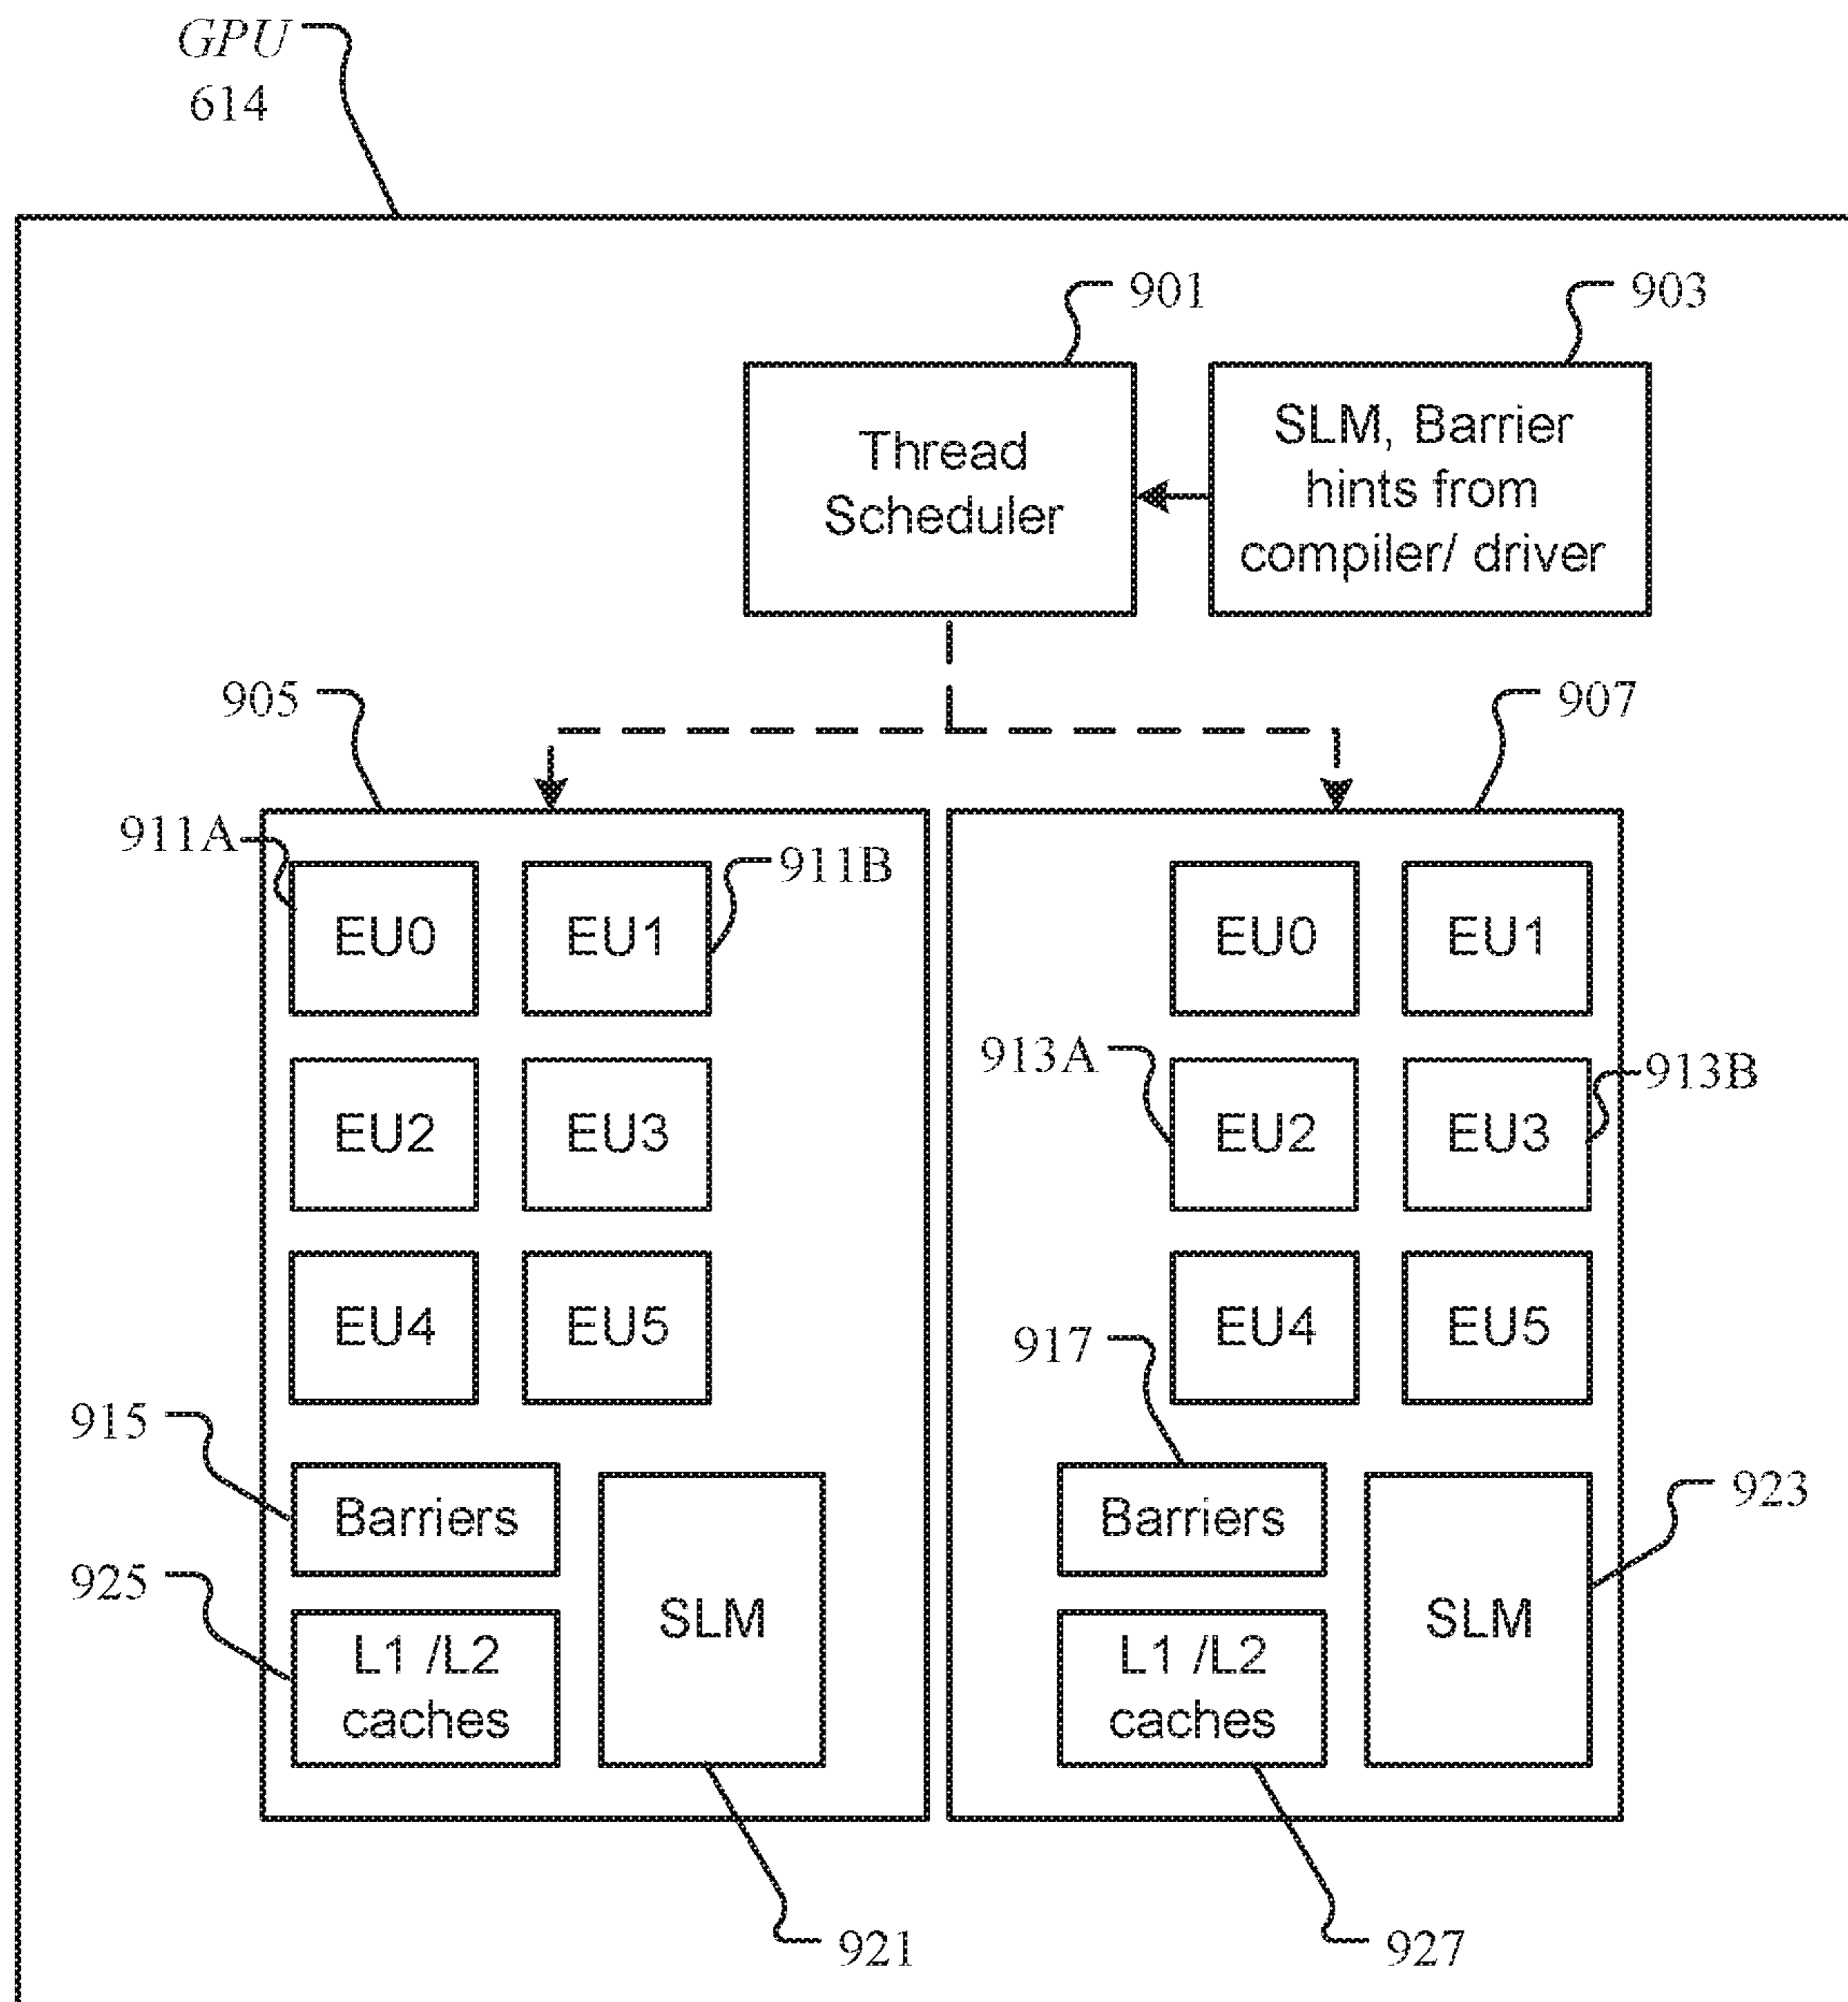 GPU
614
901
903
Thread
Scheduler
SLM, Barrier
hints from
compiler/ driver
905
907
911A
911B
EU0
EU1
EU0
EU1
913A
913B
EU2
EU3
EU2
EU3
EU4
EU5
EU4
EU5
917
915
Barriers
Barriers
923
925
SLM
SLM
L1 /L2
caches
L1 /L2
caches
921
927